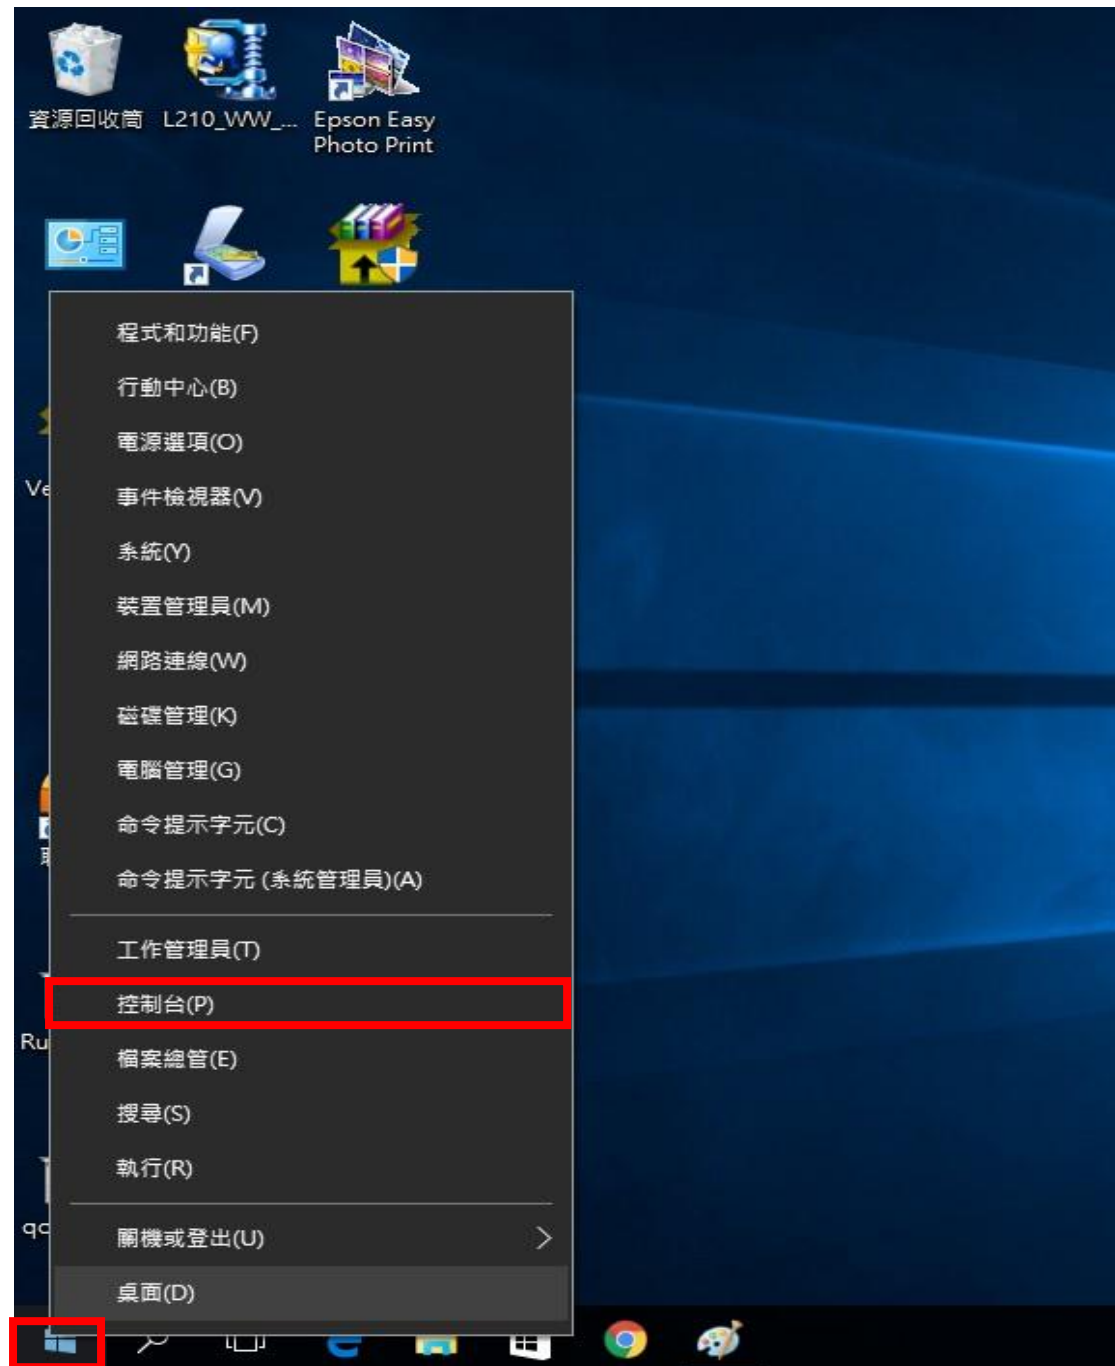 資源回收筒
L210_WW_...
Epson Easy
Photo Print
程式和功能(F)
行動中心(B)
電源選項(O)
事件檢視器(V)
系統(Y)
裝置管理員(M)
網路連線(W)
磁碟管理(K)
電腦管理(G)
命令提示字元(C)
命令提示字元 (系統管理員)(A)
工作管理員(T)
控制台(P)
檔案總管(E)
搜尋(S)
執行(R)
關機或登出(U)
桌面(D)
Ve
Ru